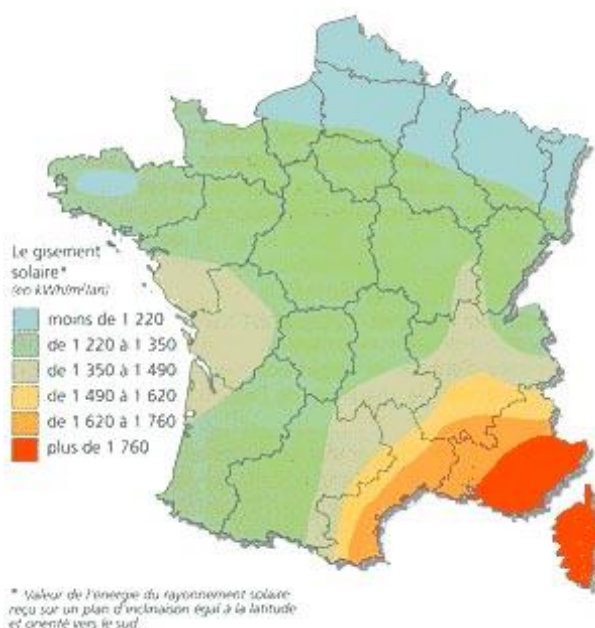 Le gisement
solaire*
(en kWh/m²/an)
moins de 1 220
de 1 220 à 1 350
de 1 350 à 1 490
de 1 490 à 1 620
de 1 620 à 1 760
plus de 1 760
* Valeur de l'energie du rayonnement solaire
reçu sur un plan d'inclinaison égal à la latitude
et orienté vers le sud